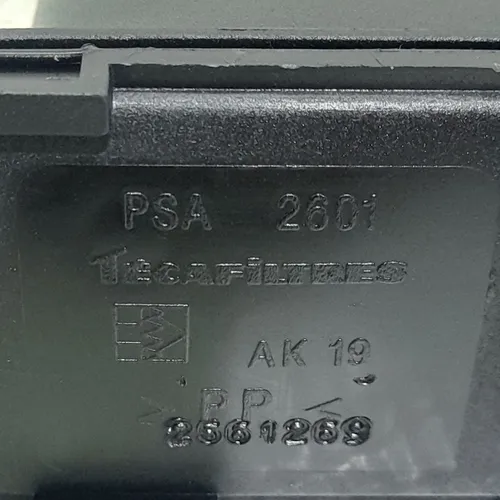 PSA 2601
TECAFILTRES
AK 19
> PP <
2561269